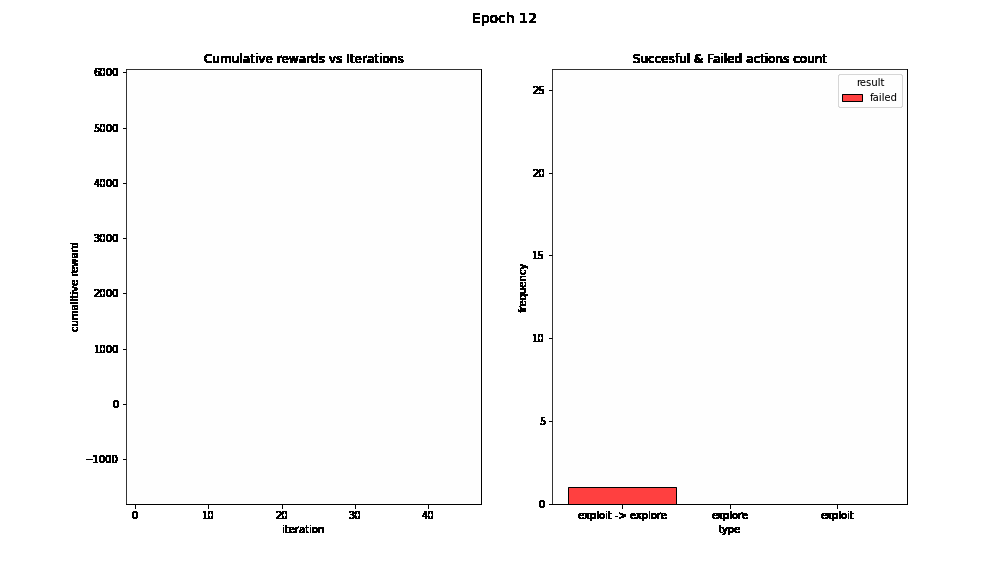 Epoch 12
Cumulative rewards vs Iterations
6000
5000
4000
3000
2000
1000
0
−1000
cumalitive reward
0 10 20 30 40
iteration
Succesful & Failed actions count
result
failed
25
20
15
10
5
0
frequency
exploit -> explore explore exploit
type